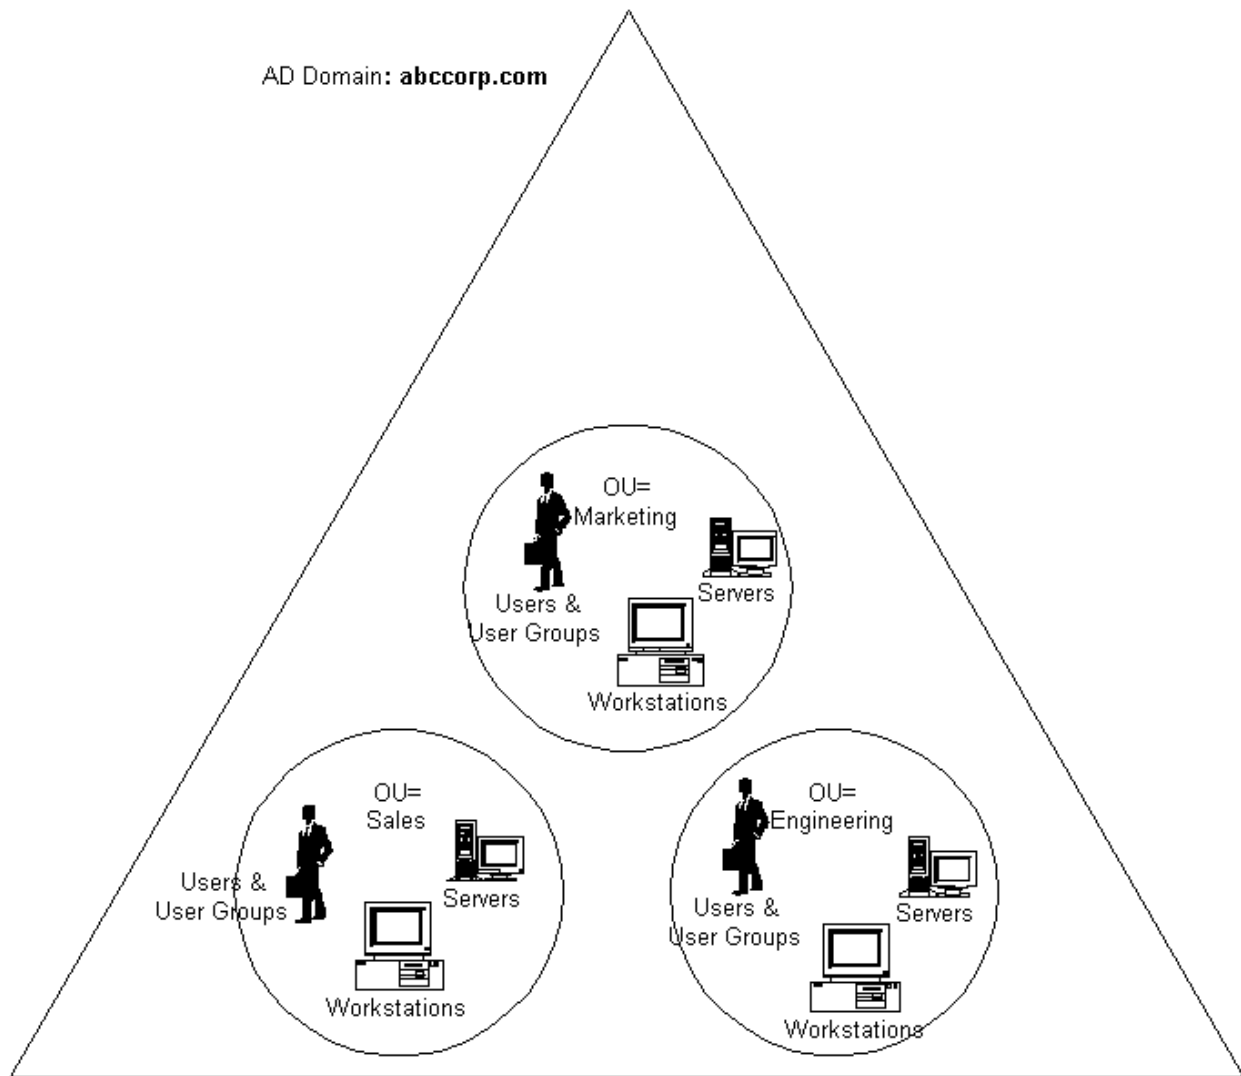 AD Domain: abccorp.com
OU=
Marketing
Servers
Users &
User Groups
Workstations
OU=
Sales
Users &
User Groups
Servers
Workstations
OU=
Engineering
Users &
User Groups
Servers
Workstations